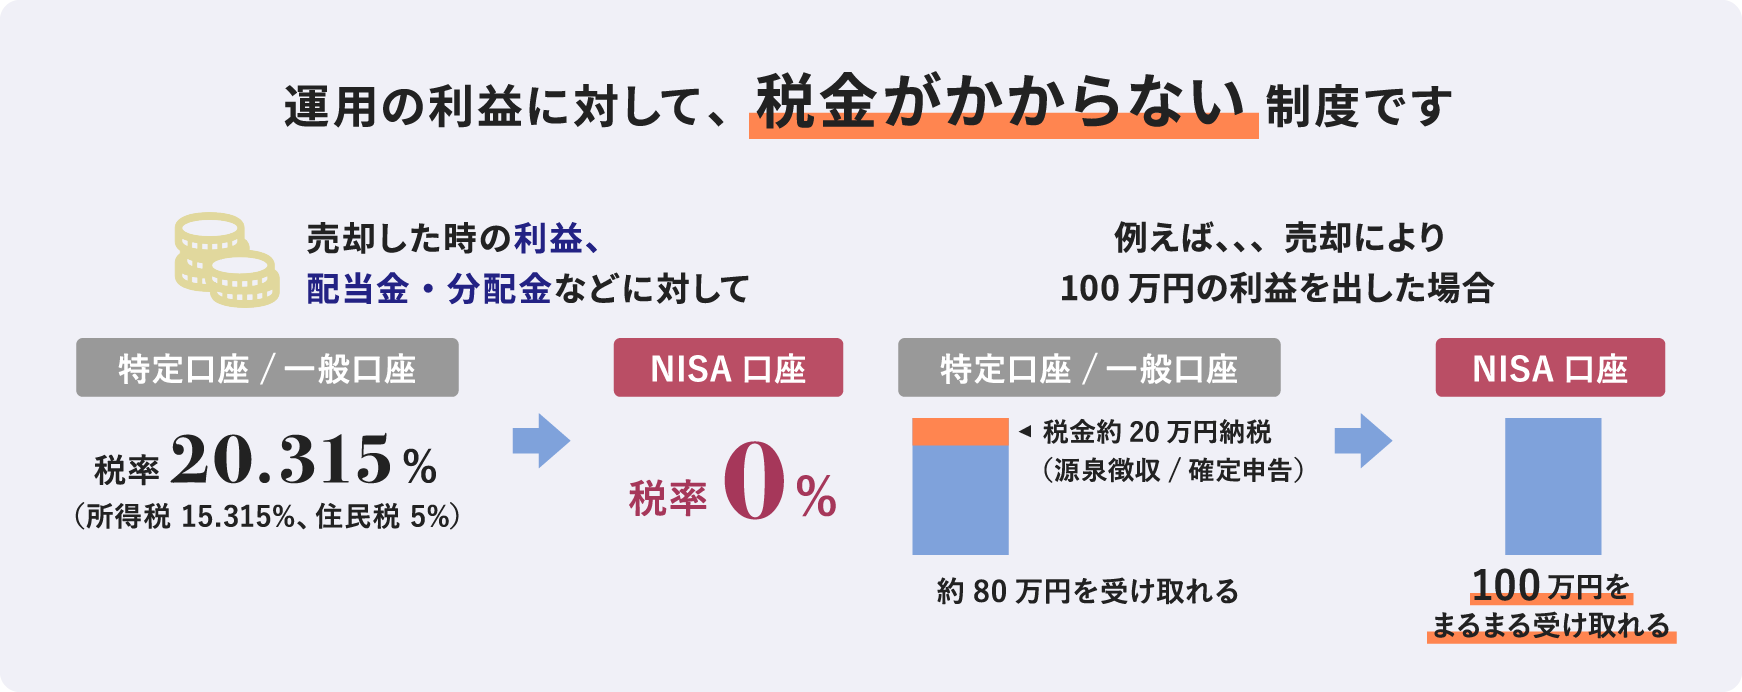 運用の利益に対して、税金がかからない制度です
売却した時の利益、
配当金・分配金などに対して
特定口座 / 一般口座
税率 20.315 %
（所得税 15.315%、住民税 5%）
NISA 口座
税率 0 %
例えば、、、売却により
100 万円の利益を出した場合
特定口座 / 一般口座
税金約 20 万円納税
（源泉徴収 / 確定申告）
約 80 万円を受け取れる
NISA 口座
100 万円を
まるまる受け取れる